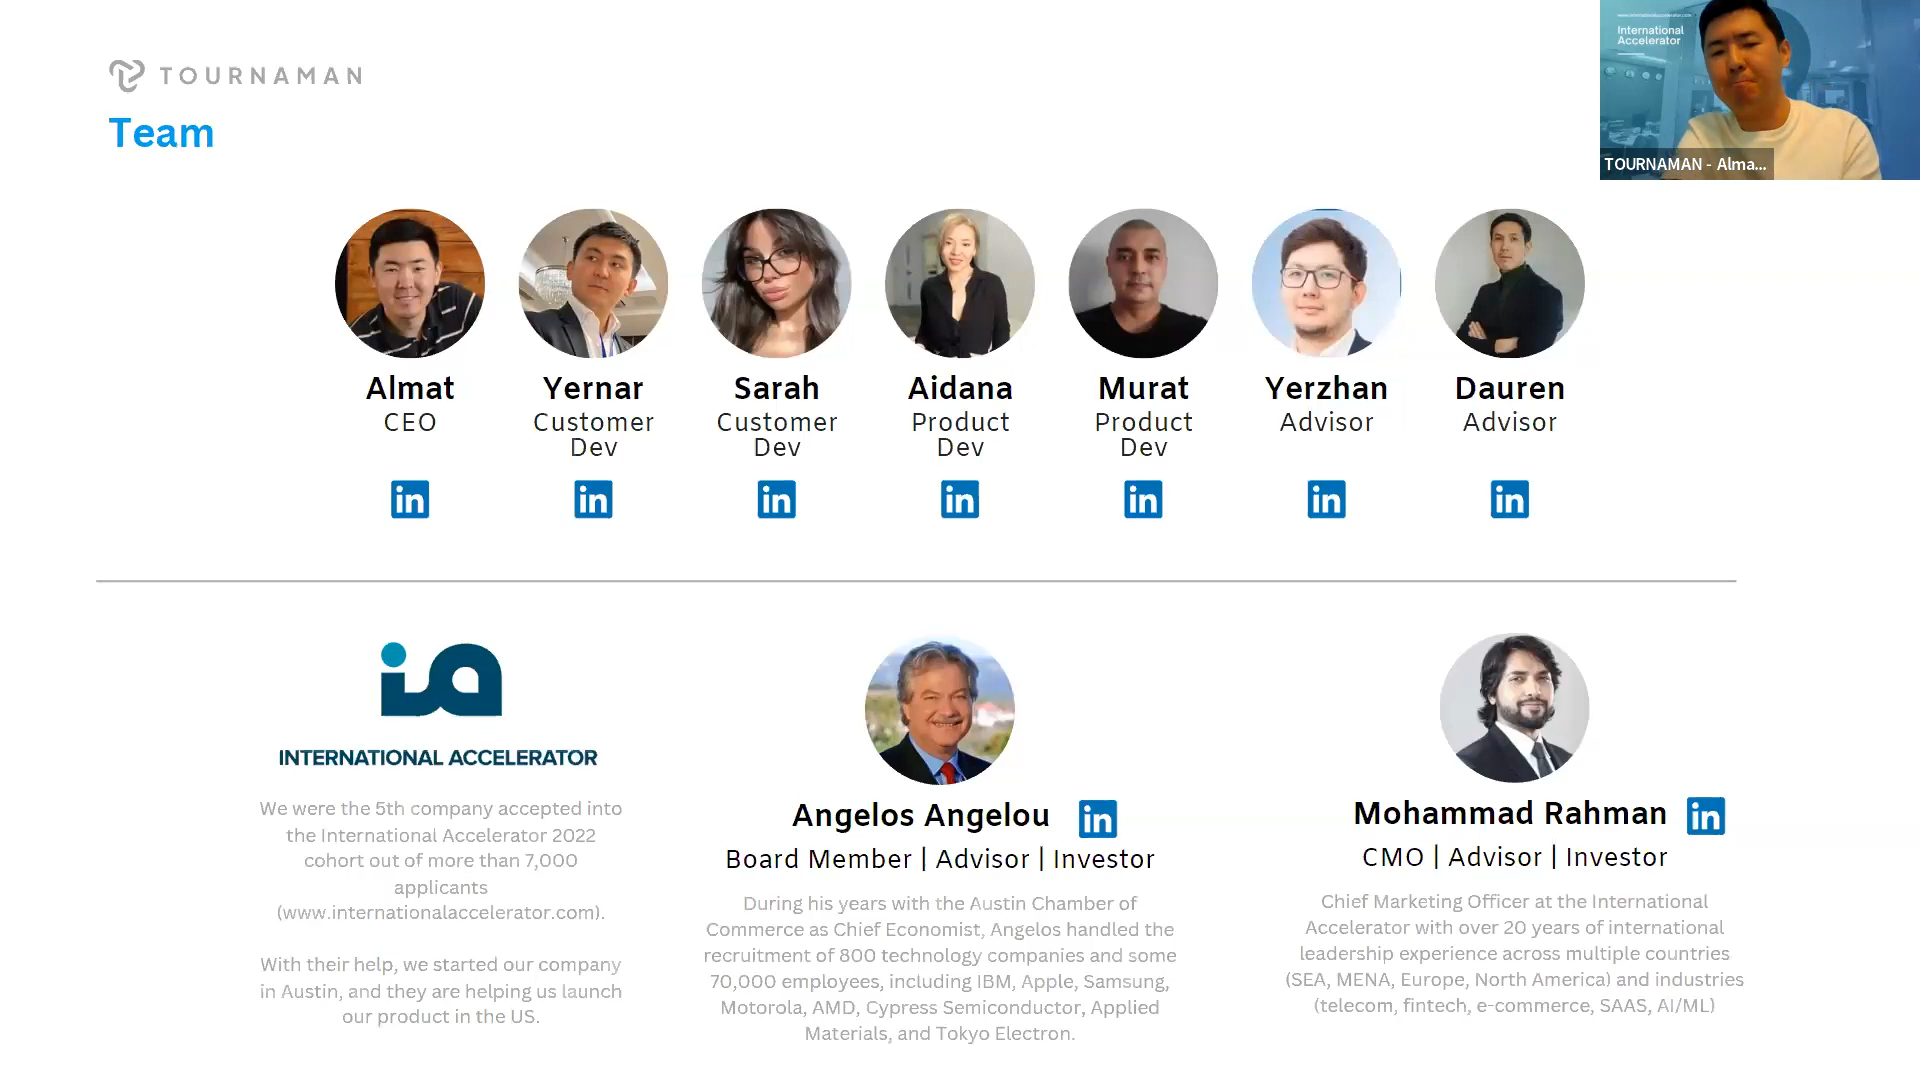 www.internationalaccelerator.com
International
Accelerator
TOURNAMAN - Alma...
TOURNAMAN
Team
Almat
CEO
in
Yernar
Customer
Dev
in
Sarah
Customer
Dev
in
Aidana
Product
Dev
in
Murat
Product
Dev
in
Yerzhan
Advisor
in
Dauren
Advisor
in
ia
INTERNATIONAL ACCELERATOR
We were the 5th company accepted into
the International Accelerator 2022
cohort out of more than 7,000
applicants
(www.internationalaccelerator.com).
With their help, we started our company
in Austin, and they are helping us launch
our product in the US.
Angelos Angelou in
Board Member | Advisor | Investor
During his years with the Austin Chamber of
Commerce as Chief Economist, Angelos handled the
recruitment of 800 technology companies and some
70,000 employees, including IBM, Apple, Samsung,
Motorola, AMD, Cypress Semiconductor, Applied
Materials, and Tokyo Electron.
Mohammad Rahman in
CMO | Advisor | Investor
Chief Marketing Officer at the International
Accelerator with over 20 years of international
leadership experience across multiple countries
(SEA, MENA, Europe, North America) and industries
(telecom, fintech, e-commerce, SAAS, AI/ML)